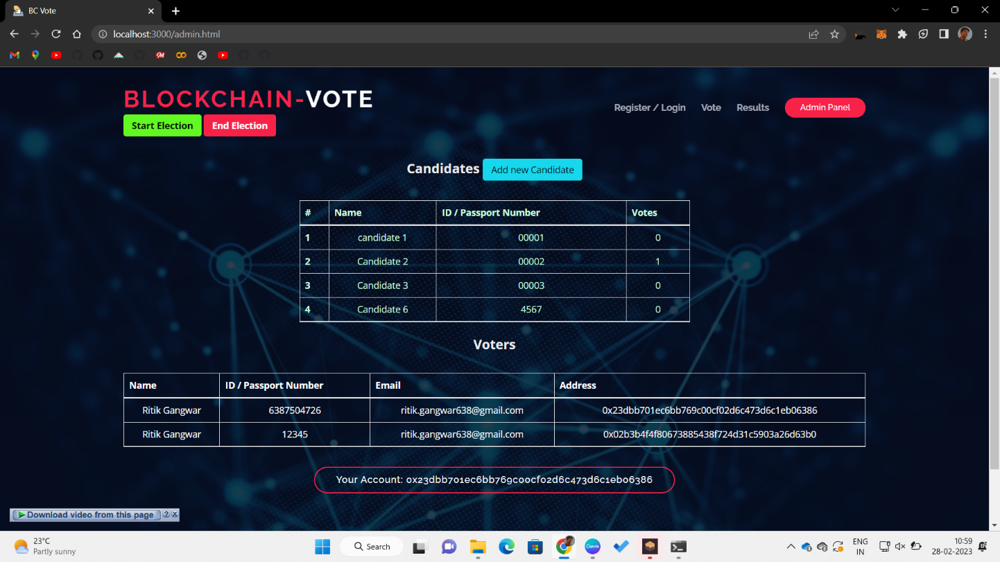 BC Vote
localhost:3000/admin.html
BLOCKCHAIN-VOTE
Register / Login Vote Results Admin Panel
Start Election End Election
Candidates Add new Candidate
# Name ID / Passport Number Votes
1 candidate 1 00001 0
2 Candidate 2 00002 1
3 Candidate 3 00003 0
4 Candidate 6 4567 0
Voters
Name ID / Passport Number Email Address
Ritik Gangwar 6387504726 ritik.gangwar638@gmail.com 0x23dbb701ec6bb769c00cf02d6c473d6c1eb06386
Ritik Gangwar 12345 ritik.gangwar638@gmail.com 0x02b3b4f4f80673885438f724d31c5903a26d63b0
Your Account: 0x23dbb701ec6bb769c00cf02d6c473d6c1eb06386
Download video from this page ? x
23°C
Partly sunny
Search
Canva
ENG
IN
10:59
28-02-2023